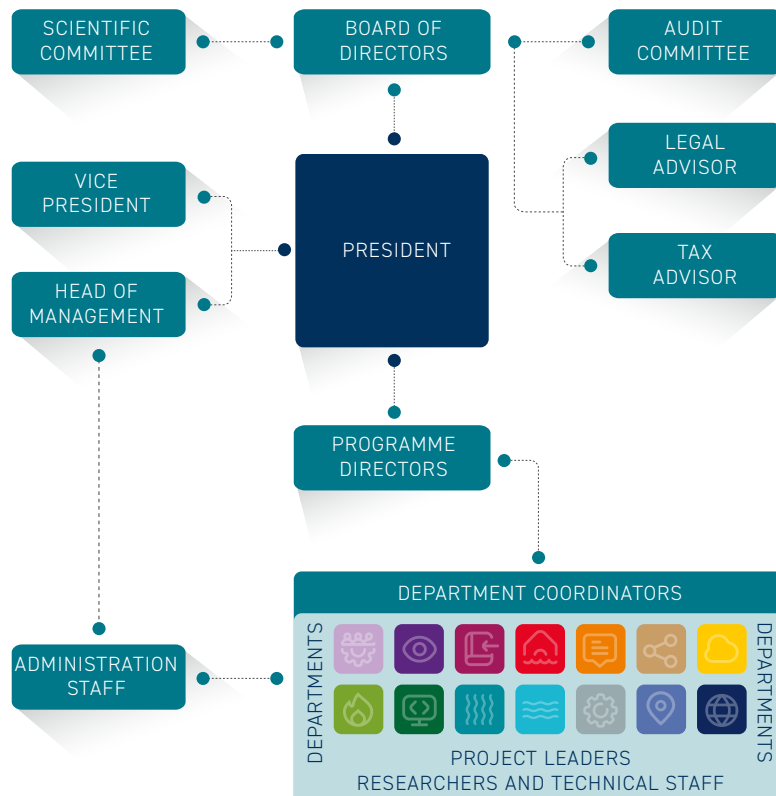 SCIENTIFIC
COMMITTEE
BOARD OF
DIRECTORS
AUDIT
COMMITTEE
LEGAL
ADVISOR
VICE
PRESIDENT
PRESIDENT
TAX
ADVISOR
HEAD OF
MANAGEMENT
PROGRAMME
DIRECTORS
DEPARTMENT COORDINATORS
DEPARTMENTS
DEPARTMENTS
ADMINISTRATION
STAFF
PROJECT LEADERS
RESEARCHERS AND TECHNICAL STAFF